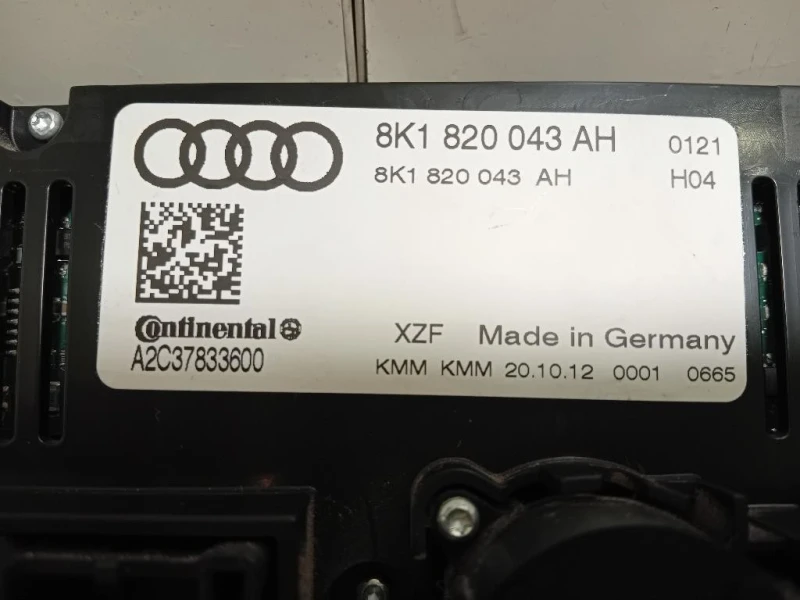 8K1 820 043 AH 0121
8K1 820 043 AH H04
Continental
A2C37833600
XZF Made in Germany
KMM KMM 20.10.12 0001 0665